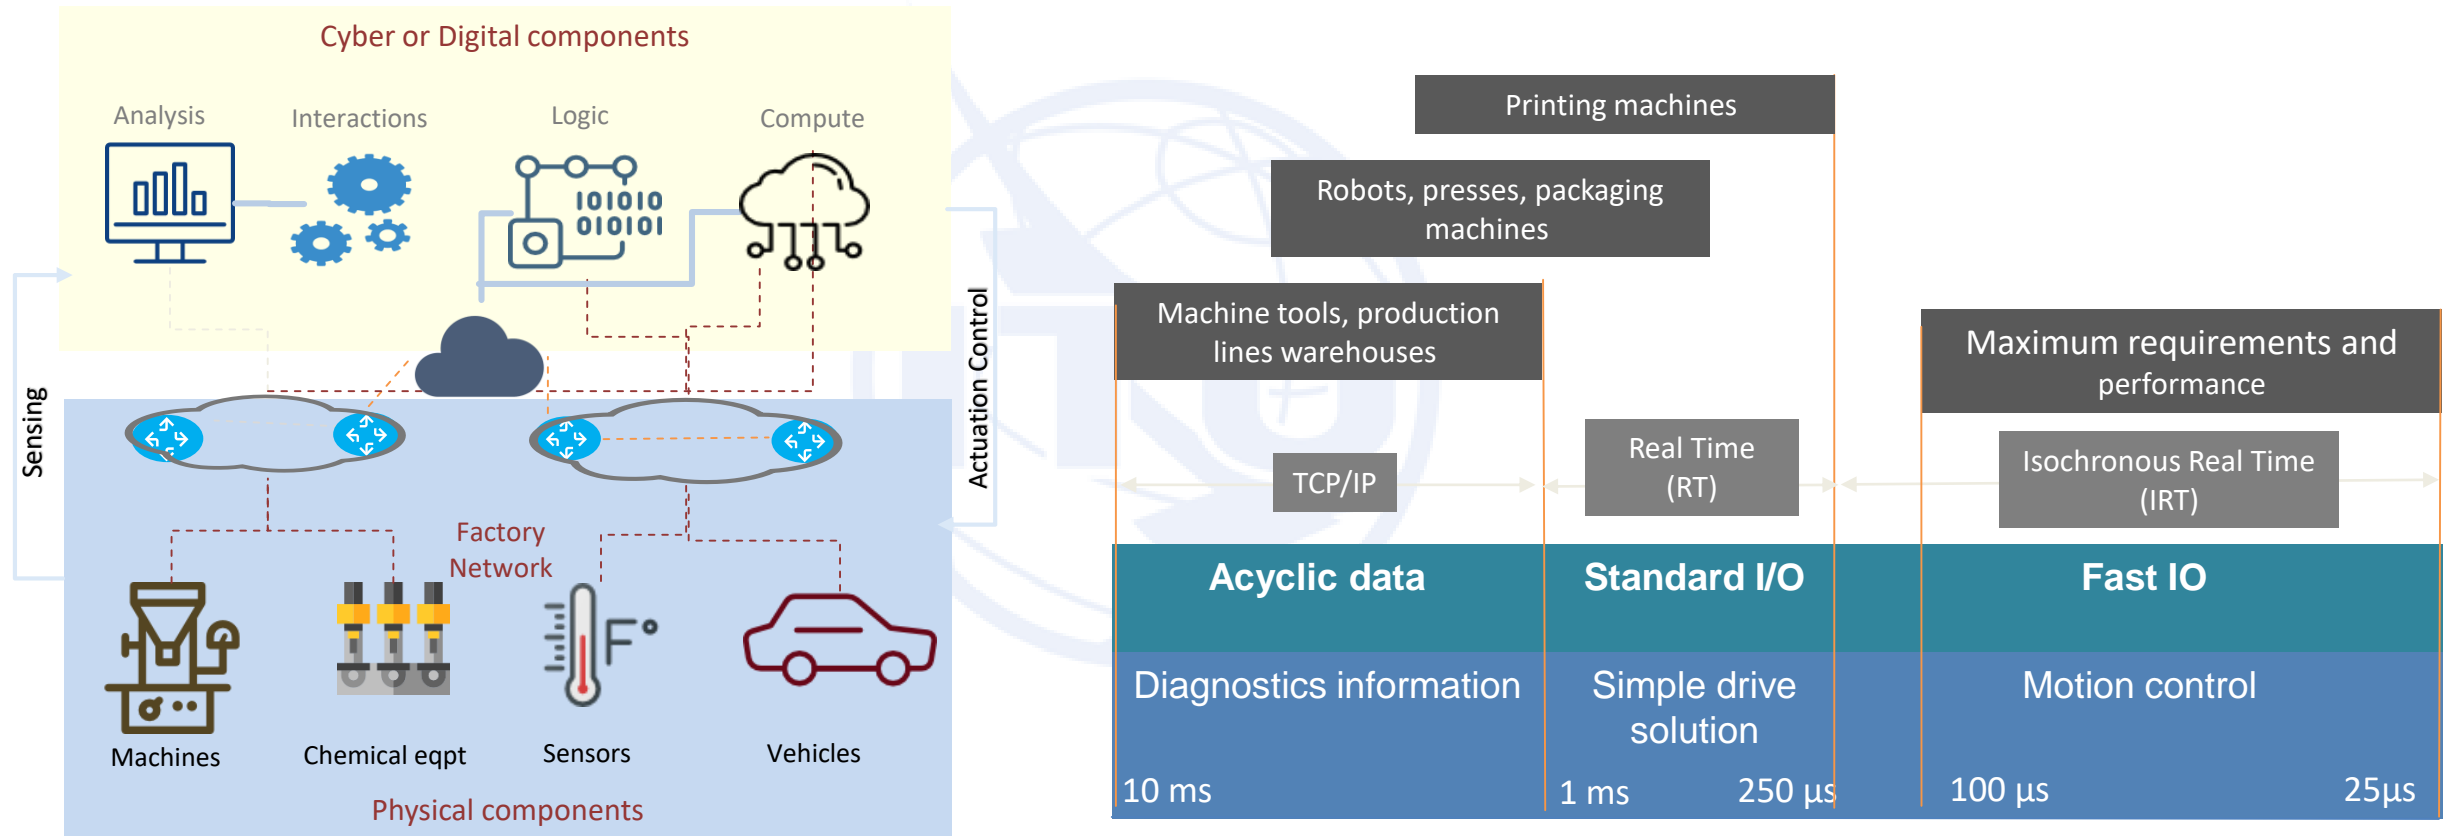 Cyber or Digital components
Analysis
Interactions
Logic
Compute
101010
010101
Sensing
Actuation Control
Factory
Network
F°
Machines
Chemical eqpt
Sensors
Vehicles
Physical components
Printing machines
Robots, presses, packaging
machines
Machine tools, production
lines warehouses
Maximum requirements and
performance
TCP/IP
Real Time
(RT)
Isochronous Real Time
(IRT)
Acyclic data
Standard I/O
Fast IO
Diagnostics information
Simple drive
solution
Motion control
10 ms
1 ms
250 µs
100 µs
25µs
ITU